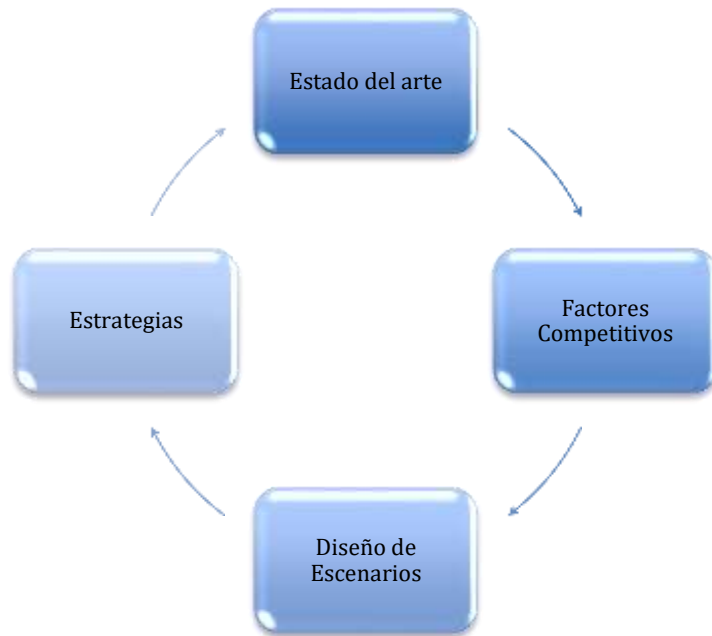 Estado del arte
Factores
Competitivos
Diseño de
Escenarios
Estrategias